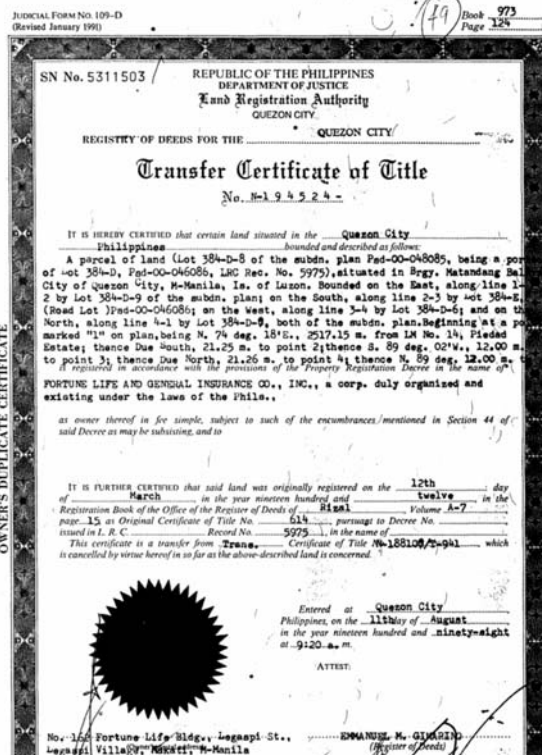 JUDICIAL FORM NO. 109-D
(Revised January 1991)
(149)
Book 973
Page 124
SN No. 5311503
REPUBLIC OF THE PHILIPPINES
DEPARTMENT OF JUSTICE
Land Registration Authority
QUEZON CITY
REGISTRY OF DEEDS FOR THE QUEZON CITY
Transfer Certificate of Title
No. N-194524-
IT IS HEREBY CERTIFIED that certain land situated in the Quezon City
Philippines bounded and described as follows:
A parcel of land (Lot 384-D-8 of the subdn. plan Psd-00-048085, being a por
of Lot 384-D, Psd-00-046086, LRC Rec. No. 5975), situated in Brgy. Matandang Bal
City of Quezon City, M-Manila, Is. of Luzon. Bounded on the East, along line 1-
2 by Lot 384-D-9 of the subdn. plan; on the South, along line 2-3 by Lot 384-E,
(Road Lot )Psd-00-046086; on the West, along line 3-4 by Lot 384-D-6; and on th
North, along line 4-1 by Lot 384-D- , both of the subdn. plan.Beginning at a po
marked "1" on plan, being N. 74 deg. 18'E., 2517.15 m. from LM No. 14, Piedad
Estate; thence Due South, 21.25 m. to point 2; thence S. 89 deg. 02'W., 12.00 m.
to point 3; thence Due North, 21.26 m. to point 4; thence N. 89 deg. 12.00 m. t
is registered in accordance with the provisions of the Property Registration Decree in the name of
FORTUNE LIFE AND GENERAL INSURANCE CO., INC., a corp. duly organized and
existing under the laws of the Phils.,
as owner thereof in fee simple, subject to such of the encumbrances mentioned in Section 44 of
said Decree as may be subsisting, and to
IT IS FURTHER CERTIFIED that said land was originally registered on the 12th day
of March in the year nineteen hundred and twelve in the
Registration Book of the Office of the Register of Deeds of Rizal Volume A-7
page 15 as Original Certificate of Title No. 614 pursuant to Decree No.
issued in L. R. C. Record No. 5975, in the name of
This certificate is a transfer from Trans. Certificate of Title /T-941 which
is cancelled by virtue hereof in so far as the above-described land is concerned.
Entered at Quezon City
Philippines, on the 11th day of August
in the year nineteen hundred and ninety-eight
at 9:20 a. m.
ATTEST:
No. 162 Fortune Life Bldg., Legaspi St.,
Legaspi Village, Makati, M-Manila
EMMANUEL M.
(Register of Deeds)
OWNER'S DUPLICATE CERTIFICATE